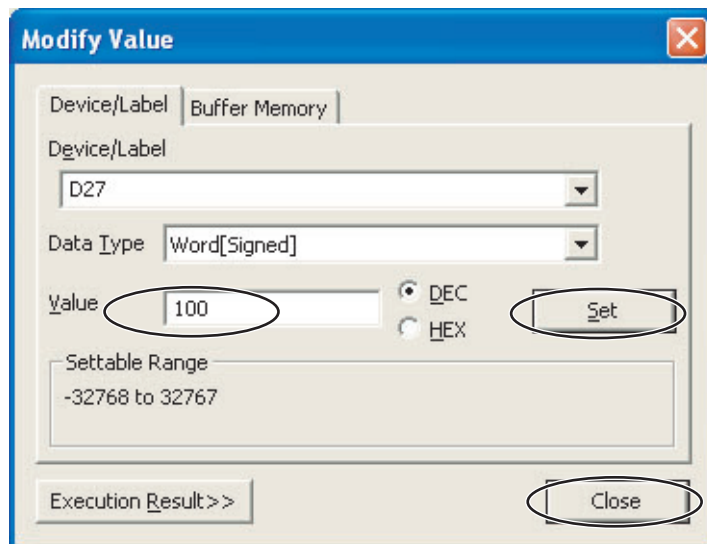 Modify Value
Device/Label Buffer Memory
Device/Label
D27
Data Type Word[Signed]
Value 100 DEC Set
HEX
Settable Range
-32768 to 32767
Execution Result>> Close